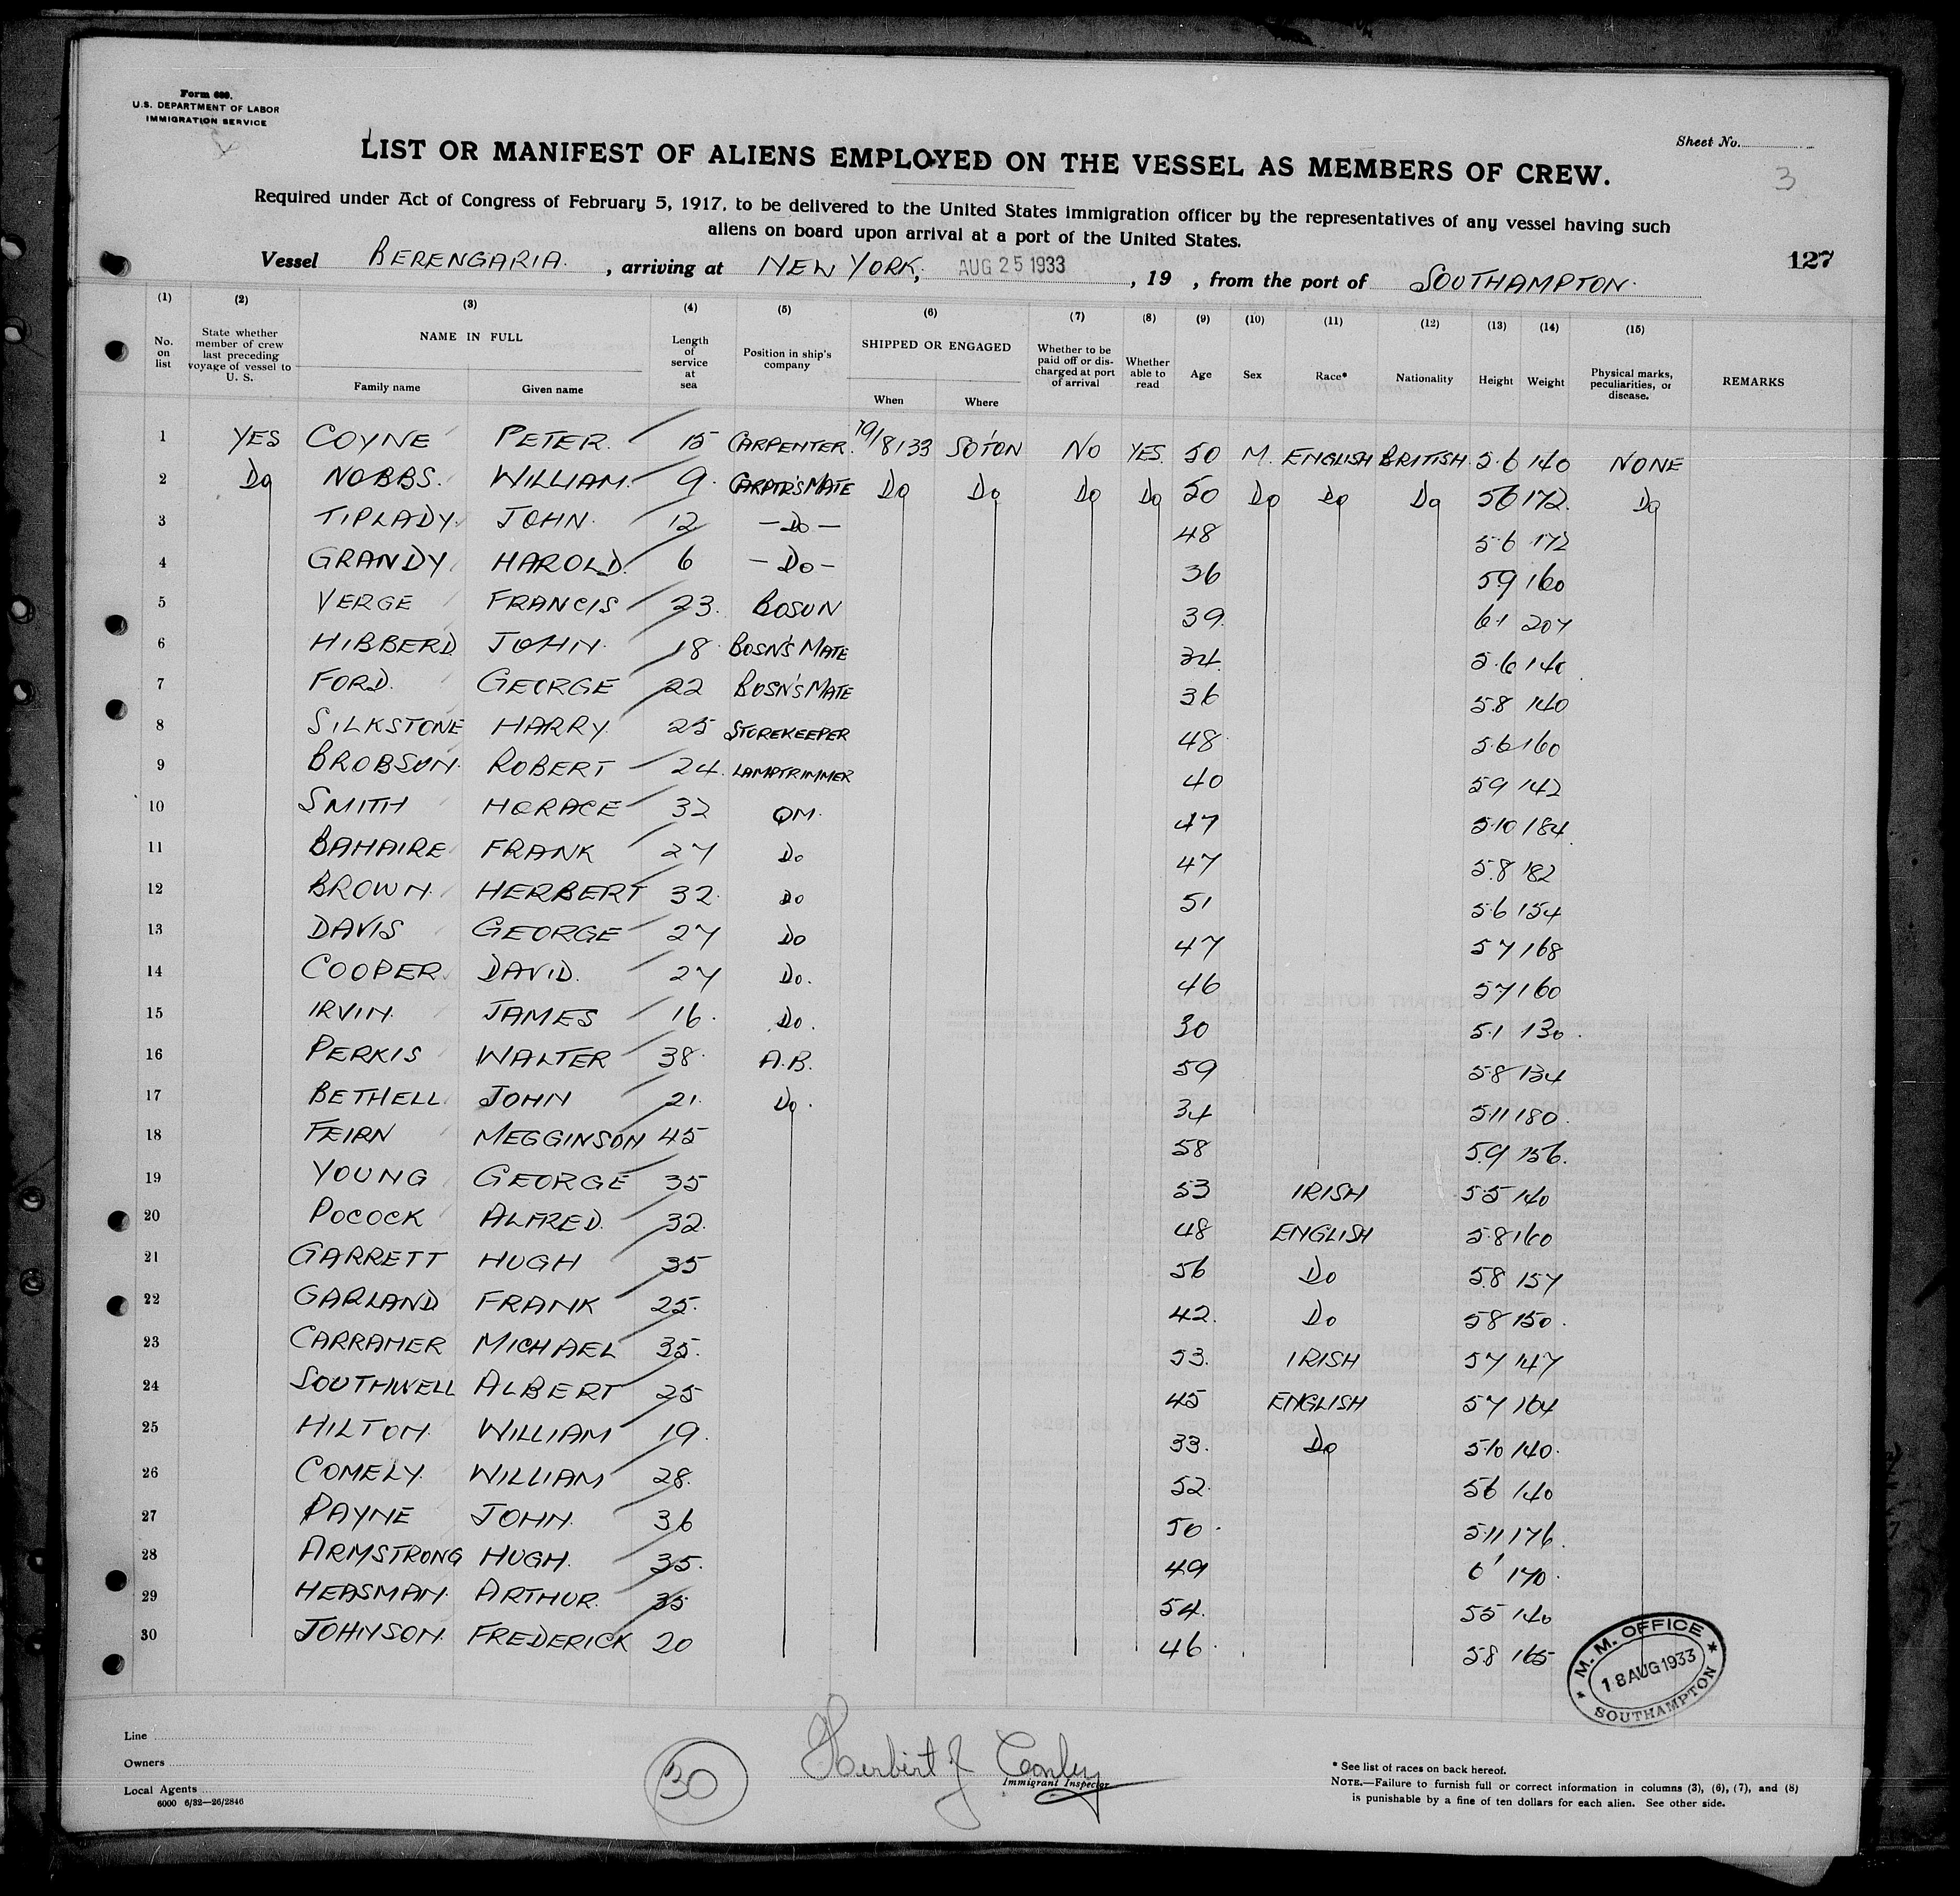 Form 689.
U.S. DEPARTMENT OF LABOR
IMMIGRATION SERVICE
Sheet No.
3
LIST OR MANIFEST OF ALIENS EMPLOYED ON THE VESSEL AS MEMBERS OF CREW.
Required under Act of Congress of February 5, 1917, to be delivered to the United States immigration officer by the representatives of any vessel having such
aliens on board upon arrival at a port of the United States.
127
Vessel BERENGARIA. , arriving at NEW YORK, AUG 25 1933 , 19 , from the port of SOUTHAMPTON.
(1) (2) (3) (4) (5) (6) (7) (8) (9) (10) (11) (12) (13) (14) (15)
No. on list State whether member of crew last preceding voyage of vessel to U. S. NAME IN FULL Family name Given name Length of service at sea Position in ship's company SHIPPED OR ENGAGED When Where Whether to be paid off or discharged at port of arrival Whether able to read Age Sex Race* Nationality Height Weight Physical marks, peculiarities, or disease. REMARKS
1 YES COYNE PETER. 15 CARPENTER. 19/8/33 SO'TON NO YES. 50 M. ENGLISH BRITISH. 5.6 140 NONE
2 Do NOBBS. WILLIAM. 9. CARPTR'S MATE Do Do Do Do 50 Do Do Do 56 172. Do
3 TIPLADY. JOHN. 12 -Do- 48 5.6 172
4 GRANDY HAROLD. 6 -Do- 36 5.9 160
5 VERGE FRANCIS 23. BOSUN 39. 6.1 207
6 HIBBERD. JOHN. 18. BOSN'S MATE 34. 5.6 140
7 FORD. GEORGE 22 BOSN'S MATE 36 5.8 140
8 SILKSTONE HARRY. 25 STOREKEEPER 48. 5.6 160
9 BROBSON. ROBERT 24. LAMPTRIMMER 40 59 142
10 SMITH HORACE 32 QM. 47 5.10 184
11 BAHAIRE FRANK 27 Do 47 5.8 182
12 BROWN. HERBERT 32. Do 51 5.6 154
13 DAVIS GEORGE 27 Do 47 57 168
14 COOPER. DAVID. 27 Do. 46 57 160
15 IRVIN. JAMES 16. Do. 30 5.1 130.
16 PERKIS WALTER 38. A.B. 59 5.8 134
17 BETHELL JOHN 21. Do. 34 5.11 180.
18 FEIRN MEGGINSON 45 58 5.9 156.
19 YOUNG GEORGE 35 53 IRISH 5.5 140
20 POCOCK ALFRED. 32. 48 ENGLISH 5.8 160
21 GARRETT HUGH 35 56 Do 5.8 157
22 GARLAND FRANK 25. 42. Do 58 150.
23 CARRAHER MICHAEL 35. 53. IRISH 57 147
24 SOUTHWELL ALBERT 25 45 ENGLISH 57 164
25 HILTON. WILLIAM 19. 33. Do 5.10 140.
26 COMELY. WILLIAM 28. 52. 56 140
27 PAYNE JOHN. 36 50. 5.11 176.
28 ARMSTRONG HUGH. 35. 49 6' 170.
29 HEASMAN. ARTHUR. 35 54. 55 140
30 JOHNSON. FREDERICK 20 46. 5.8 165
M. M. OFFICE
18 AUG 1933
SOUTHAMPTON
Line
Owners
Local Agents
6000 6/32—26/2846
30
Herbert J Conley
Immigrant Inspector
* See list of races on back hereof.
NOTE.—Failure to furnish full or correct information in columns (3), (6), (7), and (8)
is punishable by a fine of ten dollars for each alien. See other side.